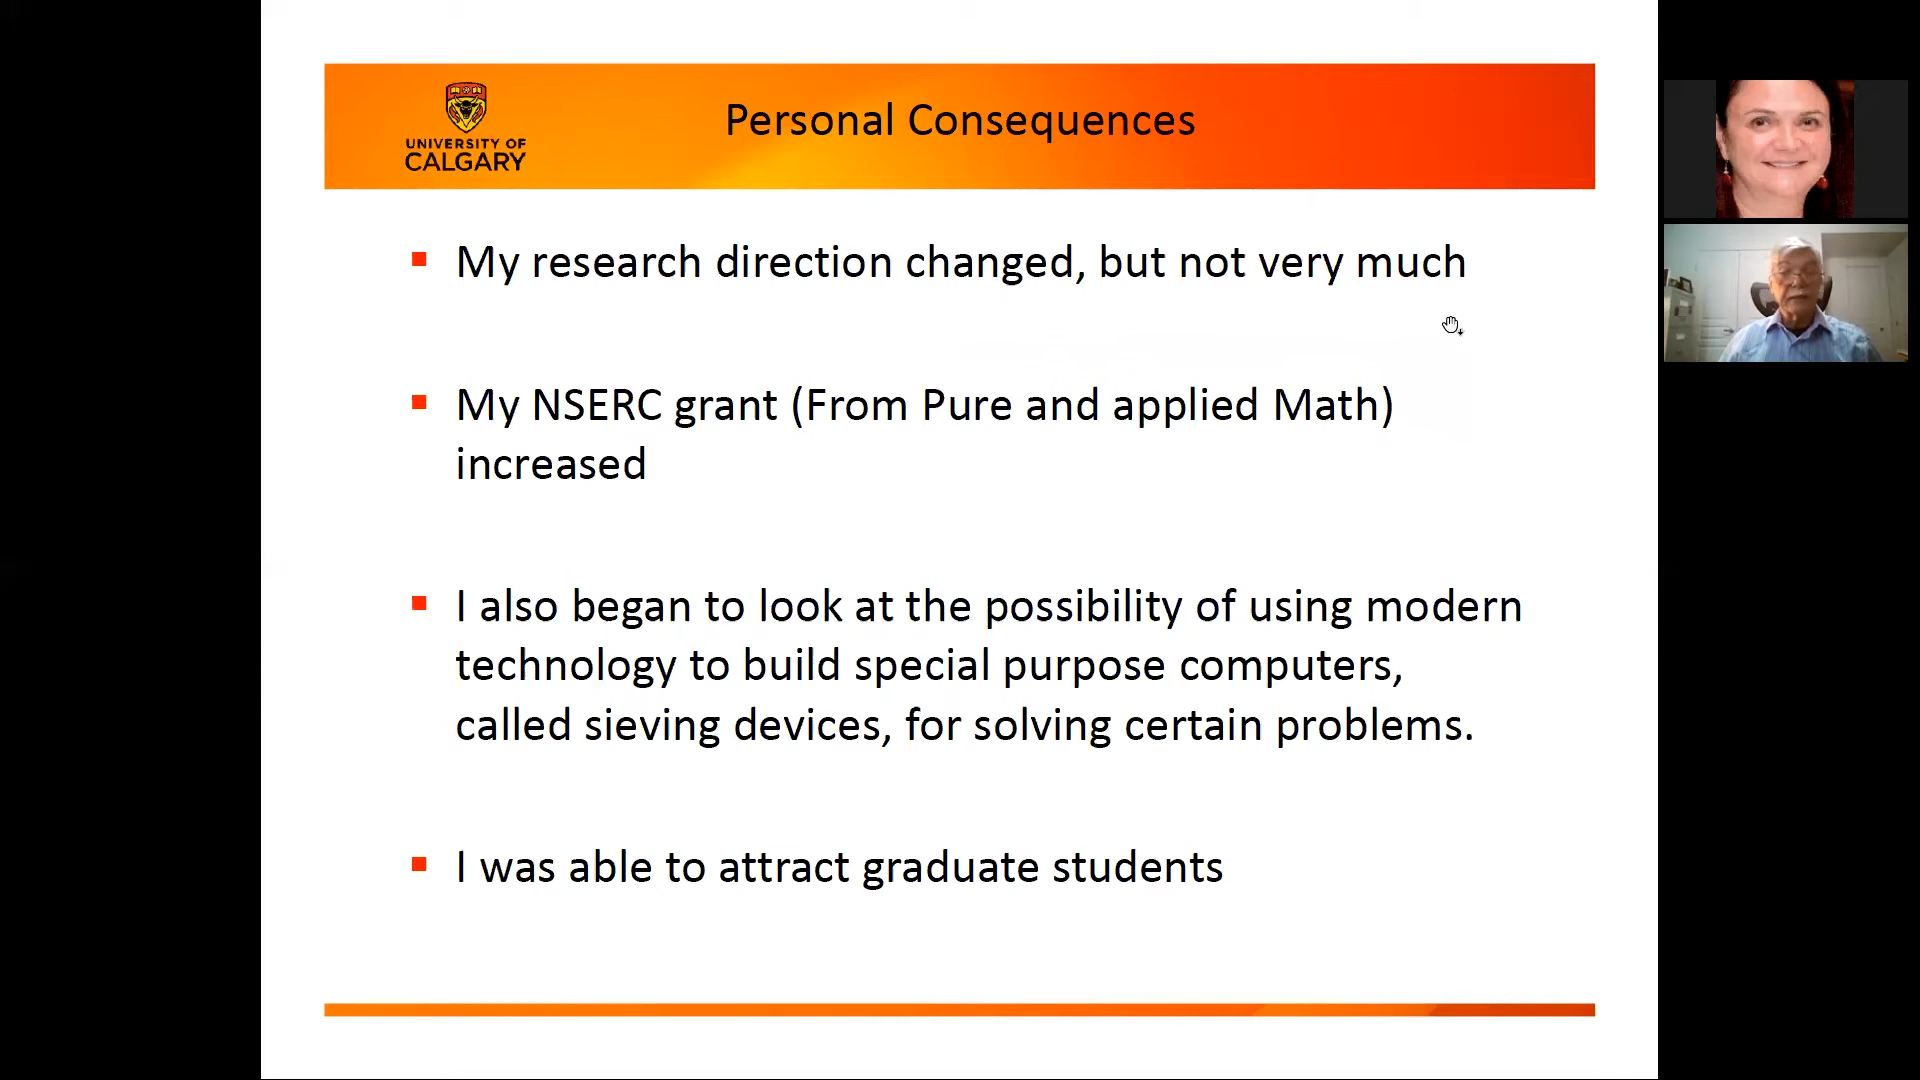 UNIVERSITY OF
CALGARY
Personal Consequences
My research direction changed, but not very much
My NSERC grant (From Pure and applied Math)
increased
I also began to look at the possibility of using modern
technology to build special purpose computers,
called sieving devices, for solving certain problems.
I was able to attract graduate students